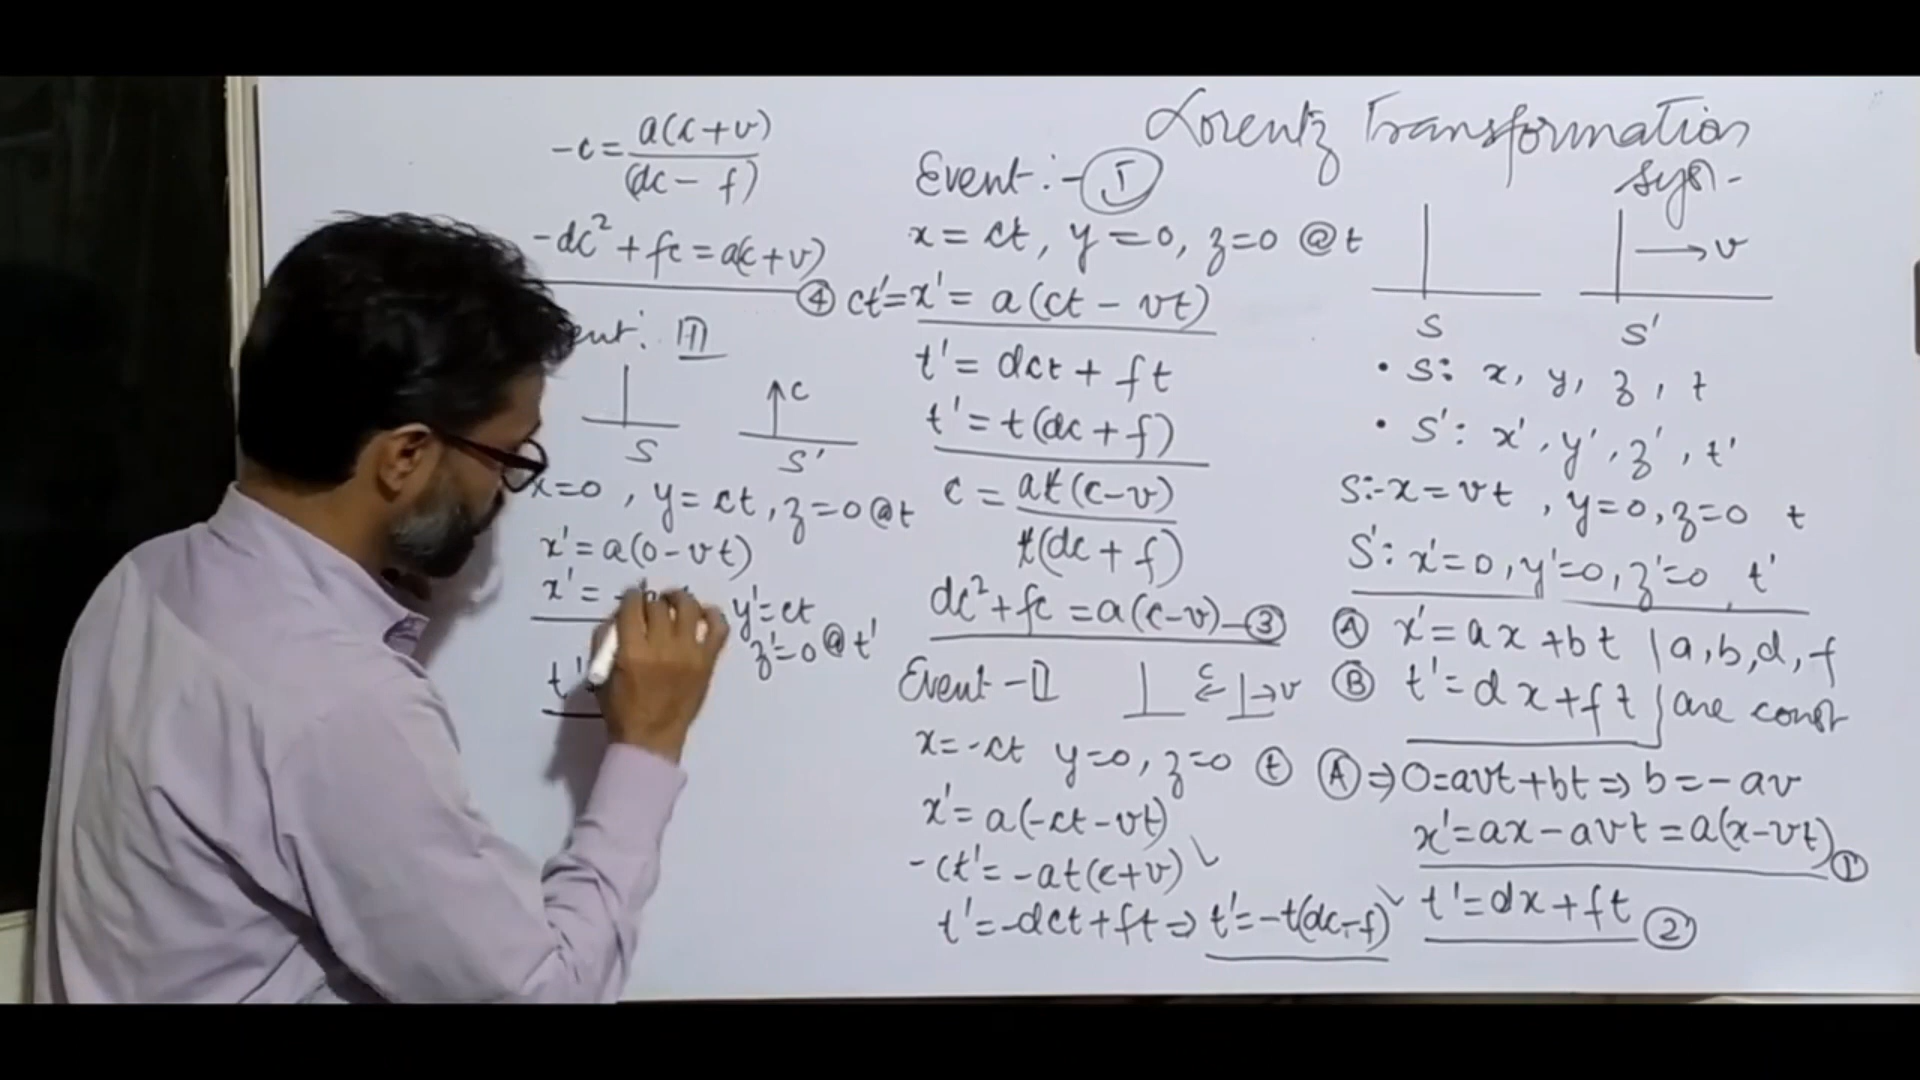 Lorentz Transformation
sys-
→ v
S
S'
• S: x, y, z, t
• S': x', y', z', t'
S:- x = vt , y=0, z=0 t
S': x'=0, y'=0, z'=0, t'
Ⓐ x' = ax + bt | a, b, d, f
Ⓑ t' = dx + ft } are const
Ⓐ ⇒ 0=avt+bt ⇒ b = -av
x' = ax - avt = a(x-vt) ①
t' = dx + ft ②
Event :- Ⓘ
x = ct, y=0, z=0 @ t
ct'=x' = a(ct - vt)
t' = dct + ft
t' = t(dc + f)
c = at(c-v)
t(dc + f)
dc²+fc = a(c-v) -③
Event - II
c
← → v
x=-ct y=0, z=0 ⓣ
x' = a(-ct-vt)
-ct' = -at(c+v) ✓
t' = -dct + ft ⇒ t' = -t(dc-f) ✓
-c = a(c+v)
(dc - f)
-dc² + fc = a(c+v)
④
ent: III
↑ c
S
S'
x=0, y=ct, z=0 @ t
x' = a(0-vt)
x' = -
y'=ct
z'=0 @ t'
t'